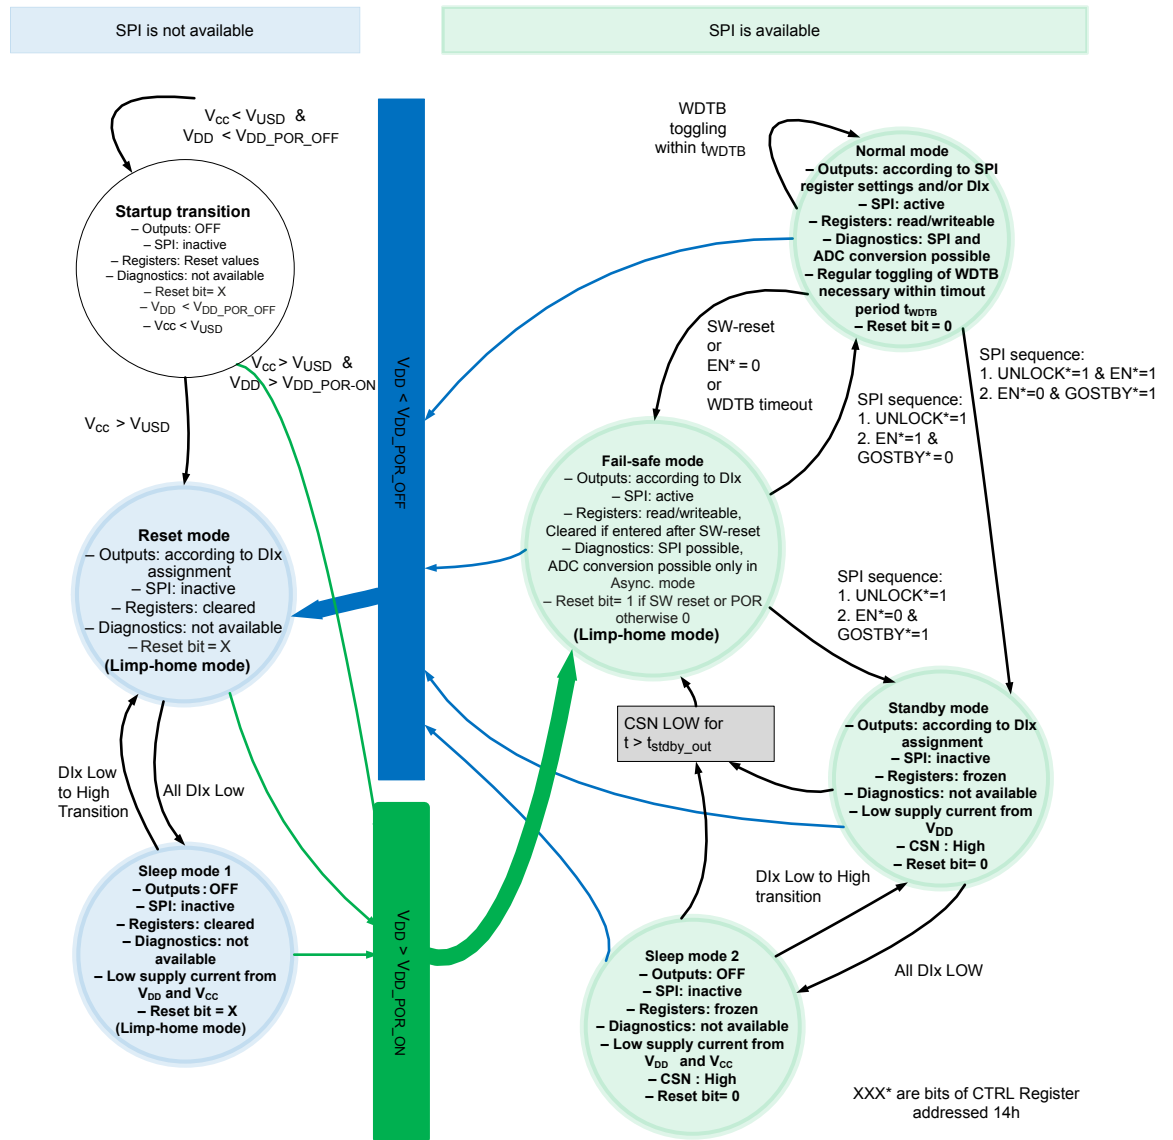 SPI is not available
SPI is available
Vcc < VUSD &
VDD < VDD_POR_OFF
Startup transition
– Outputs: OFF
– SPI: inactive
– Registers: Reset values
– Diagnostics: not available
– Reset bit= X
– VDD < VDD_POR_OFF
– Vcc < VUSD
Vcc > VUSD &
VDD > VDD_POR-ON
Vcc > VUSD
Reset mode
– Outputs: according to DIx
assignment
– SPI: inactive
– Registers: cleared
– Diagnostics: not available
– Reset bit = X
(Limp-home mode)
DIx Low
to High
Transition
All DIx Low
Sleep mode 1
– Outputs : OFF
– SPI: inactive
– Registers: cleared
– Diagnostics: not
available
– Low supply current from
VDD and VCC
– Reset bit = X
(Limp-home mode)
VDD < VDD_POR_OFF
VDD > VDD_POR_ON
WDTB
toggling
within tWDTB
Normal mode
– Outputs: according to SPI
register settings and/or DIx
– SPI: active
– Registers: read/writeable
– Diagnostics: SPI and
ADC conversion possible
– Regular toggling of WDTB
necessary within timout
period tWDTB
– Reset bit = 0
SW-reset
or
EN* = 0
or
WDTB timeout
SPI sequence:
1. UNLOCK*=1
2. EN*=1 &
GOSTBY* = 0
SPI sequence:
1. UNLOCK*=1 & EN*=1
2. EN*=0 & GOSTBY*=1
Fail-safe mode
– Outputs: according to DIx
– SPI: active
– Registers: read/writeable,
Cleared if entered after SW-reset
– Diagnostics: SPI possible,
ADC conversion possible only in
Async. mode
– Reset bit= 1 if SW reset or POR
otherwise 0
(Limp-home mode)
SPI sequence:
1. UNLOCK*=1
2. EN*=0 &
GOSTBY*=1
CSN LOW for
t > tstdby_out
Standby mode
– Outputs: according to DIx
assignment
– SPI: inactive
– Registers: frozen
– Diagnostics: not available
– Low supply current from
VDD
– CSN : High
– Reset bit= 0
DIx Low to High
transition
All DIx LOW
Sleep mode 2
– Outputs: OFF
– SPI: inactive
– Registers: frozen
– Diagnostics: not available
– Low supply current from
VDD and VCC
– CSN : High
– Reset bit= 0
XXX* are bits of CTRL Register
addressed 14h